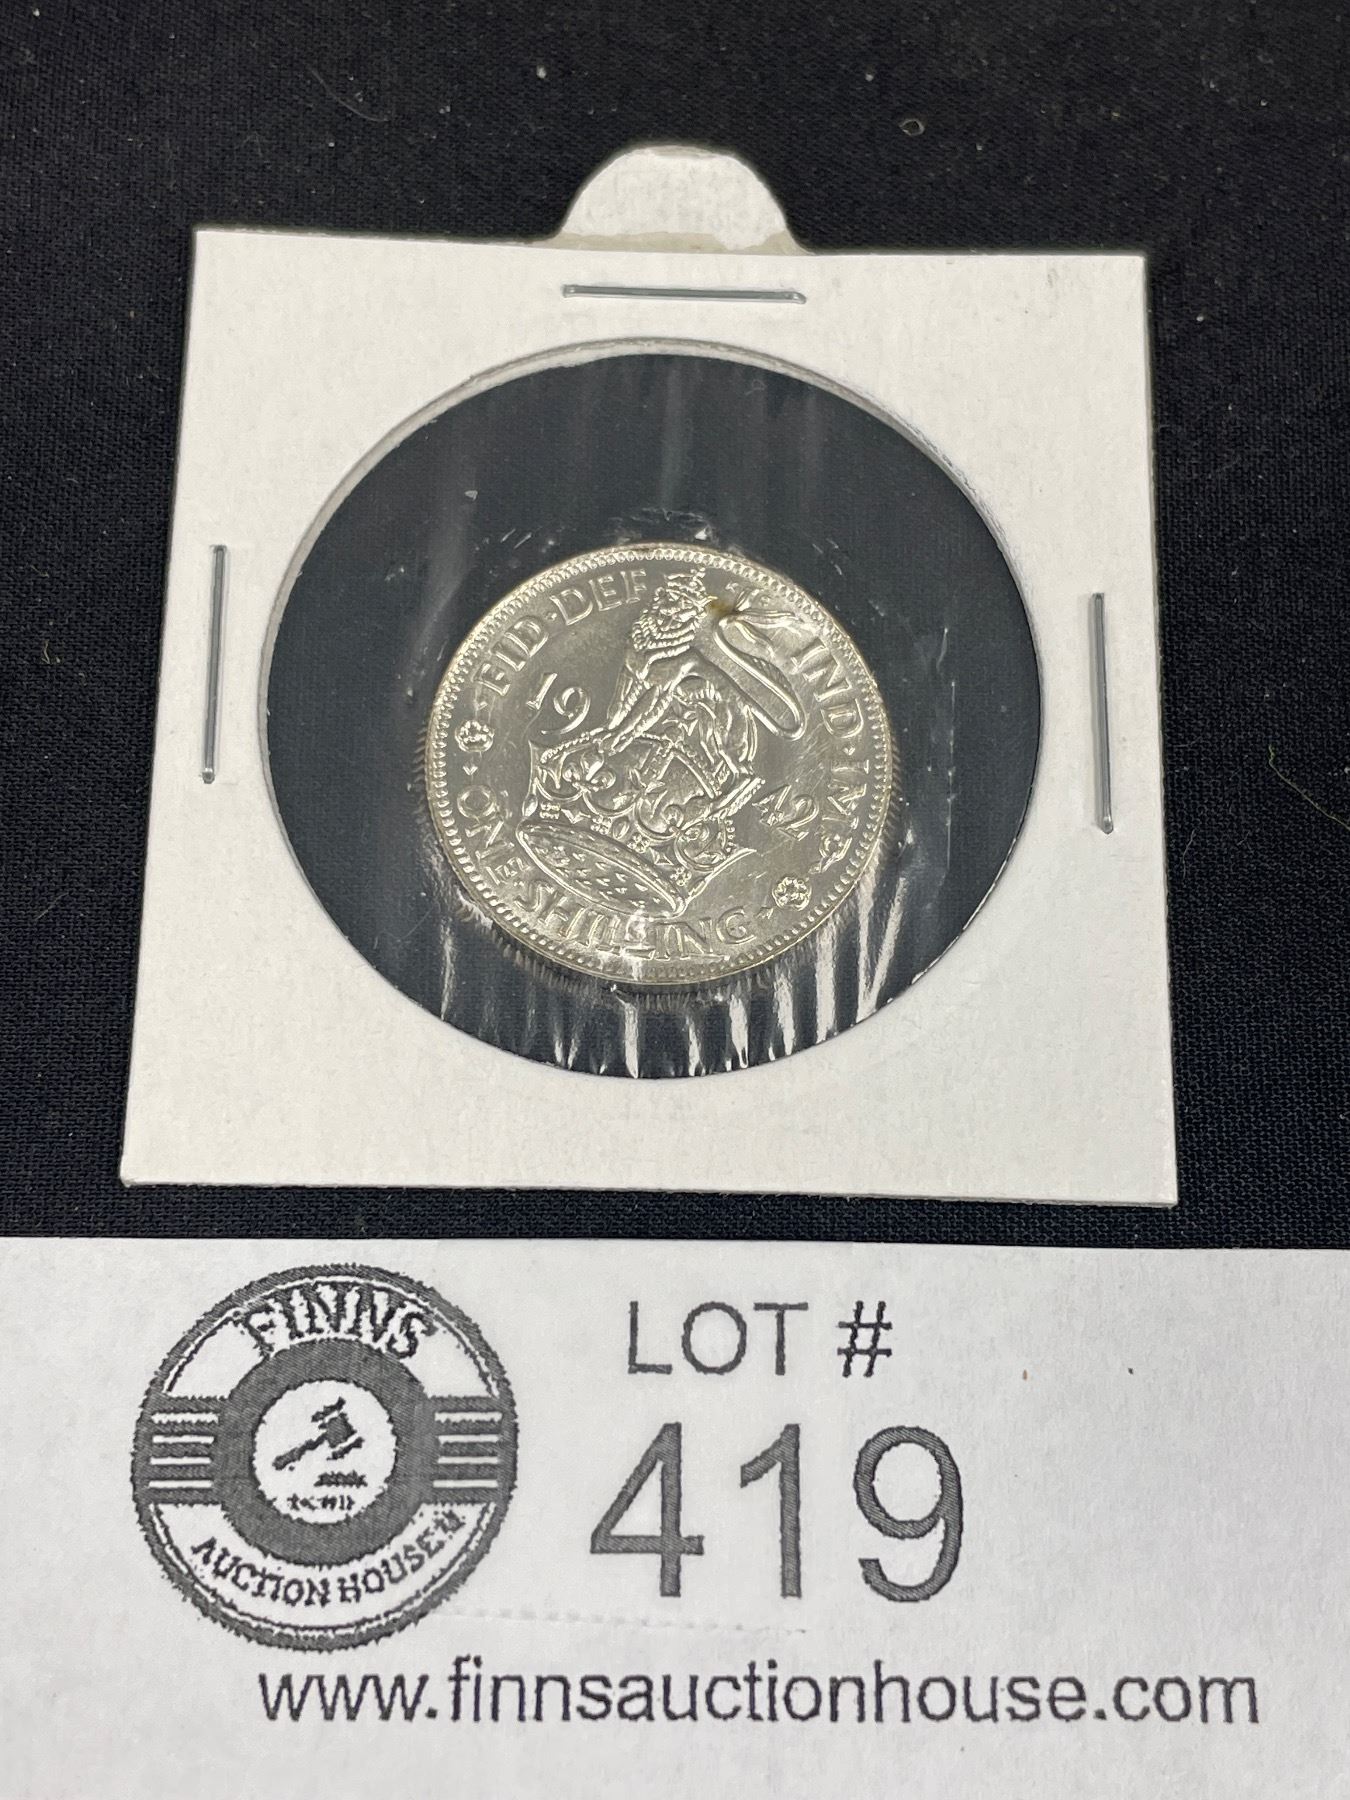 FID·DEF IND·IMP
19 42
ONE·SHILLING
FINNS
AUCTION HOUSE
LOT #
419
www.finnsauctionhouse.com